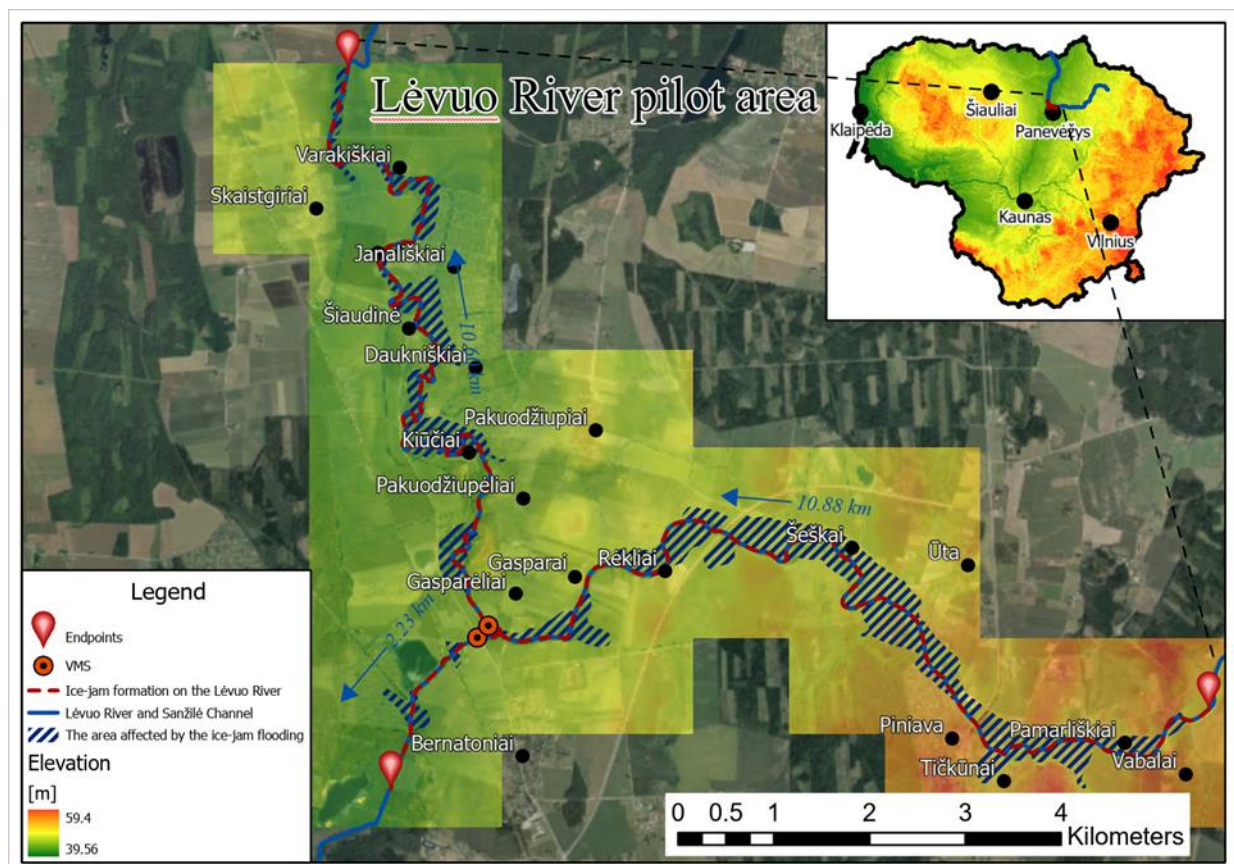 Lėvuo River pilot area
Klaipėda
Šiauliai
Panevėžys
Kaunas
Vilnius
Varakiškiai
Skaistgiriai
Janališkiai
Šiaudinė
10.61 km
Daukniškiai
Pakuodžiupiai
Kiūčiai
Pakuodžiupėliai
10.88 km
Šeškai
Ūta
Rėkliai
Gasparai
Gasparėliai
2.23 km
Bernatoniai
Piniava
Pamarliškiai
Tičkūnai
Vabalai
Legend
Endpoints
VMS
Ice-jam formation on the Lėvuo River
Lėvuo River and Sanžilė Channel
The area affected by the ice-jam flooding
Elevation
[m]
59.4
39.56
0 0.5 1 2 3 4
Kilometers